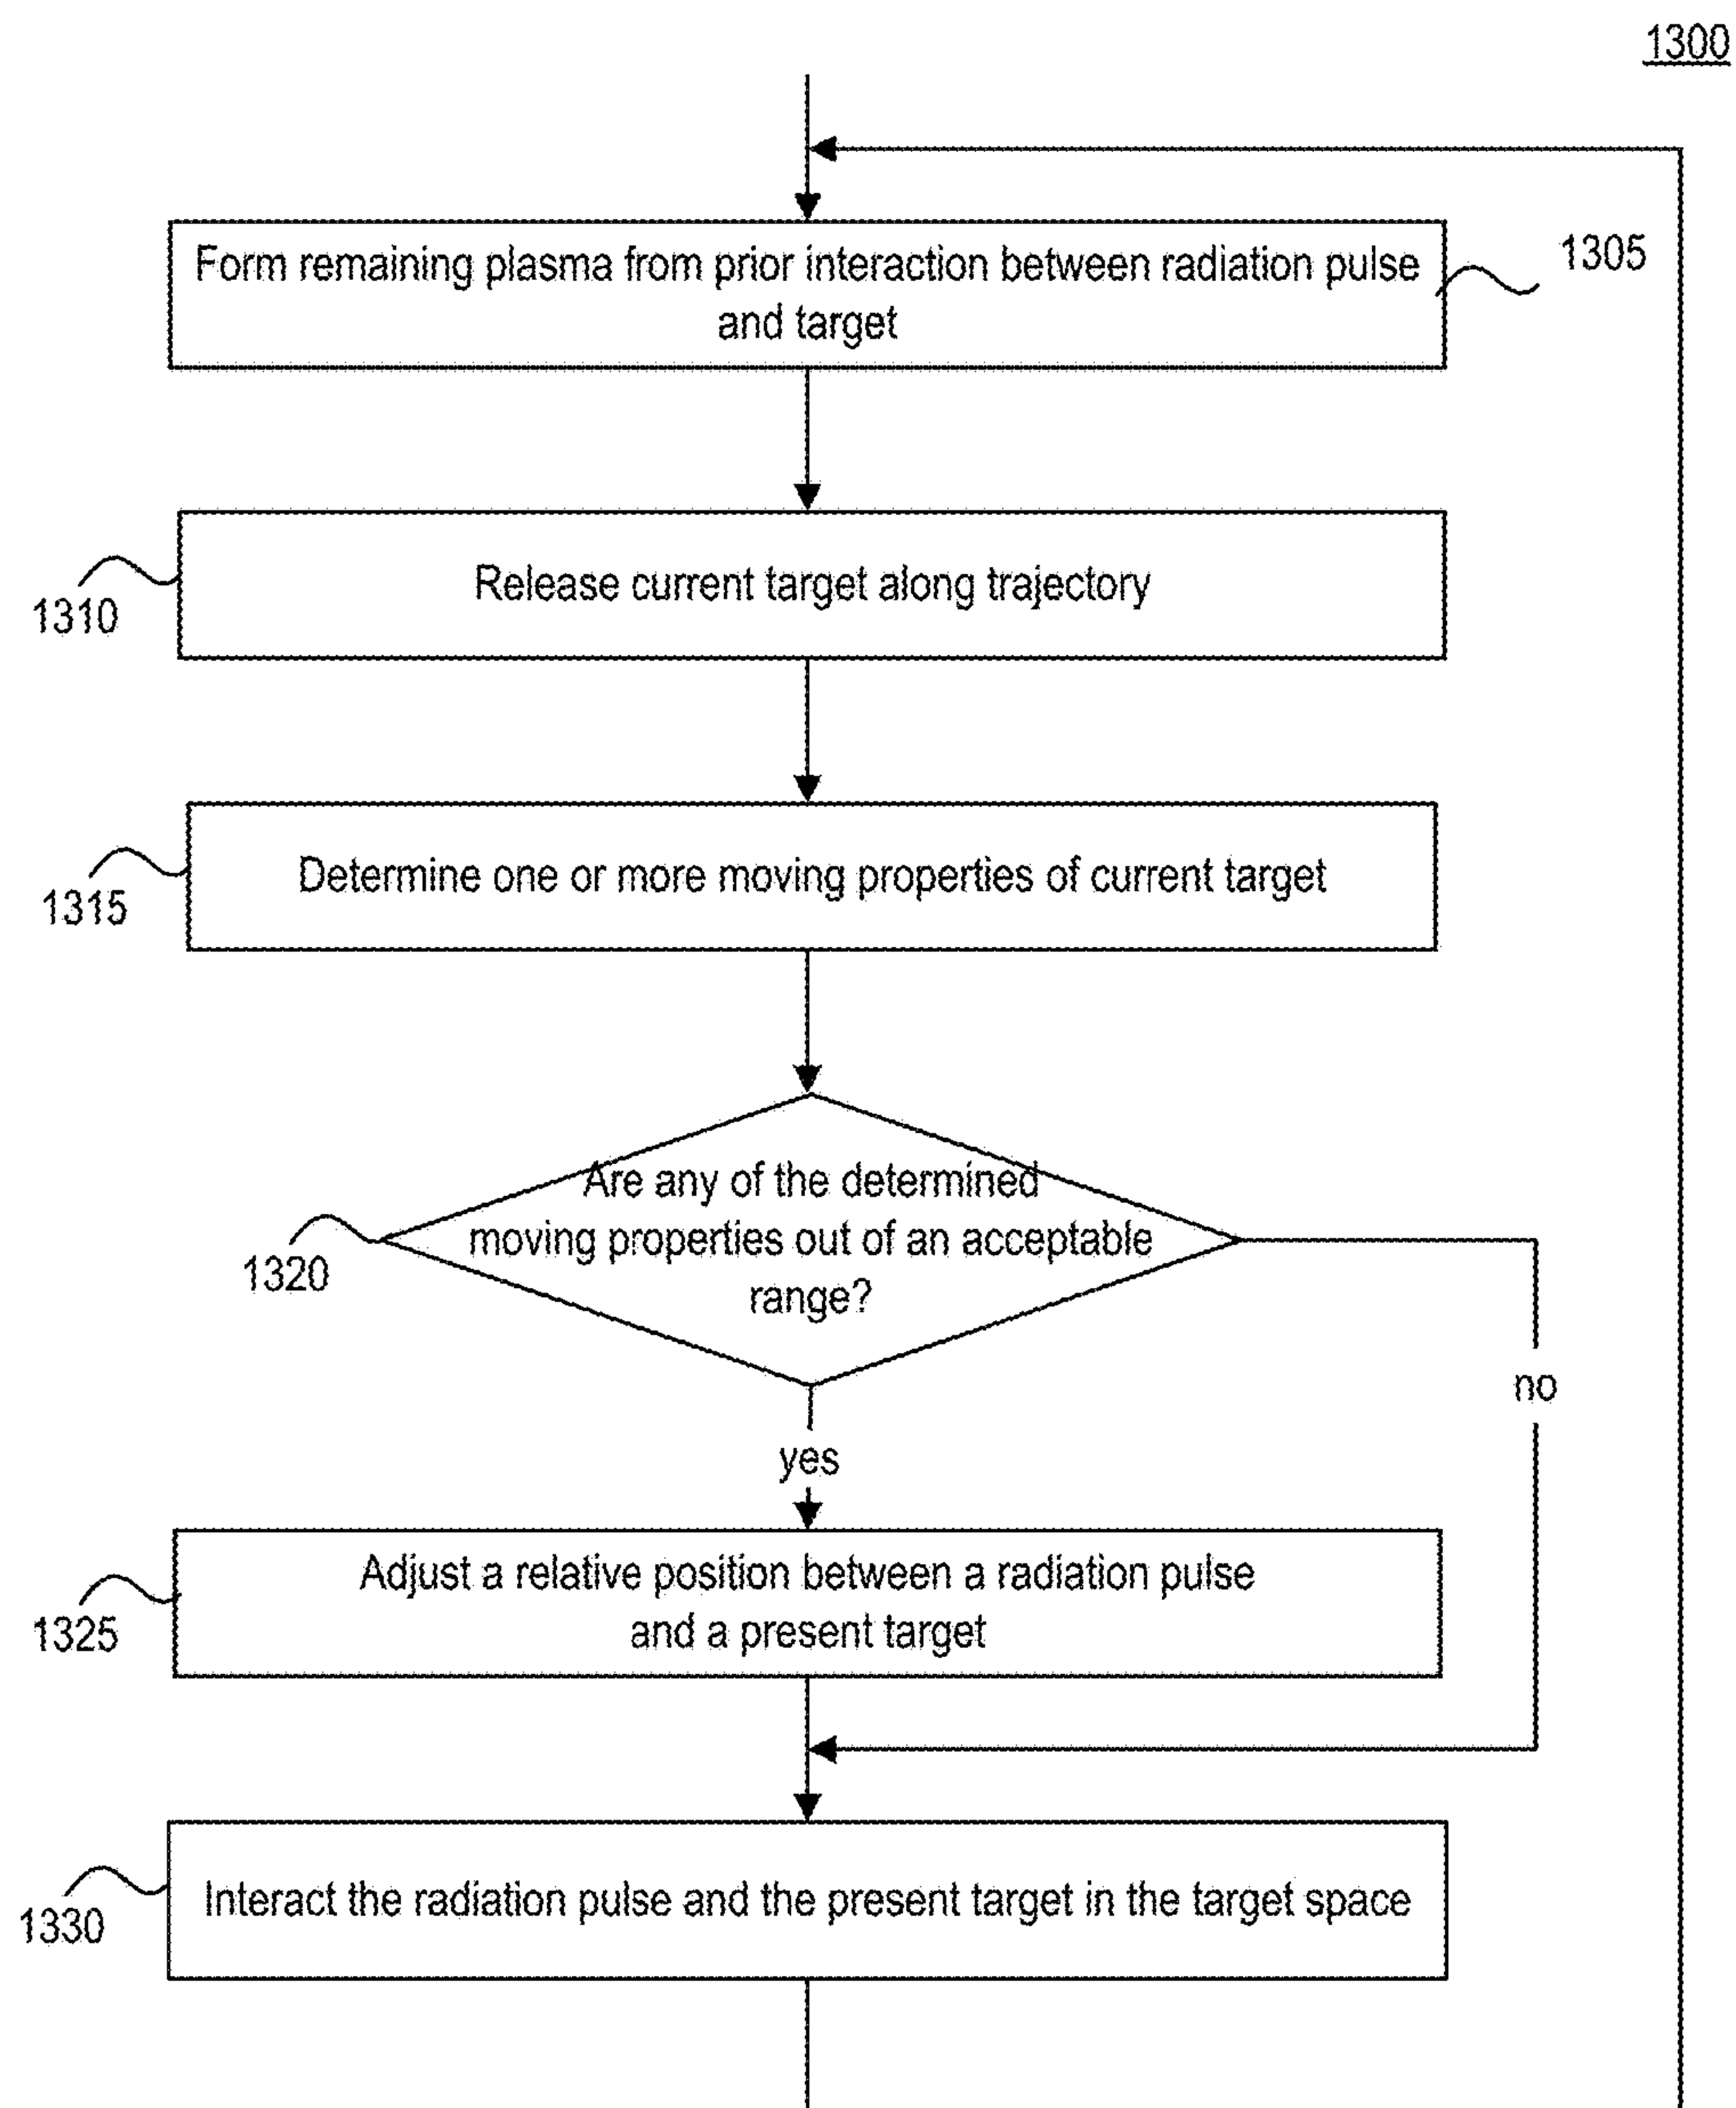 1300
Form remaining plasma from prior interaction between radiation pulse
and target
1305
Release current target along trajectory
1310
Determine one or more moving properties of current target
1315
Are any of the determined
moving properties out of an acceptable
range?
1320
no
yes
Adjust a relative position between a radiation pulse
and a present target
1325
Interact the radiation pulse and the present target in the target space
1330